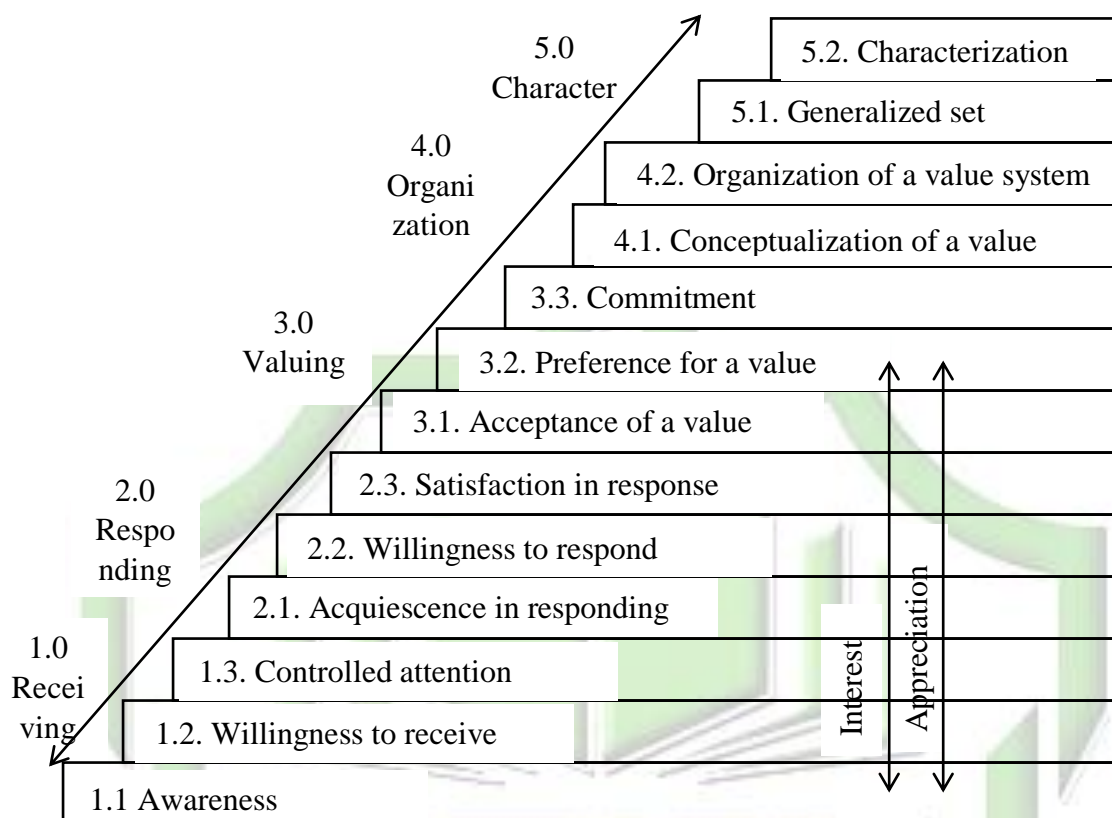 5.0
Character
5.2. Characterization
5.1. Generalized set
4.0
Organi
zation
4.2. Organization of a value system
4.1. Conceptualization of a value
3.3. Commitment
3.0
Valuing
3.2. Preference for a value
3.1. Acceptance of a value
2.3. Satisfaction in response
2.0
Respo
nding
2.2. Willingness to respond
2.1. Acquiescence in responding
1.0
Recei
ving
1.3. Controlled attention
1.2. Willingness to receive
1.1 Awareness
Interest
Appreciation